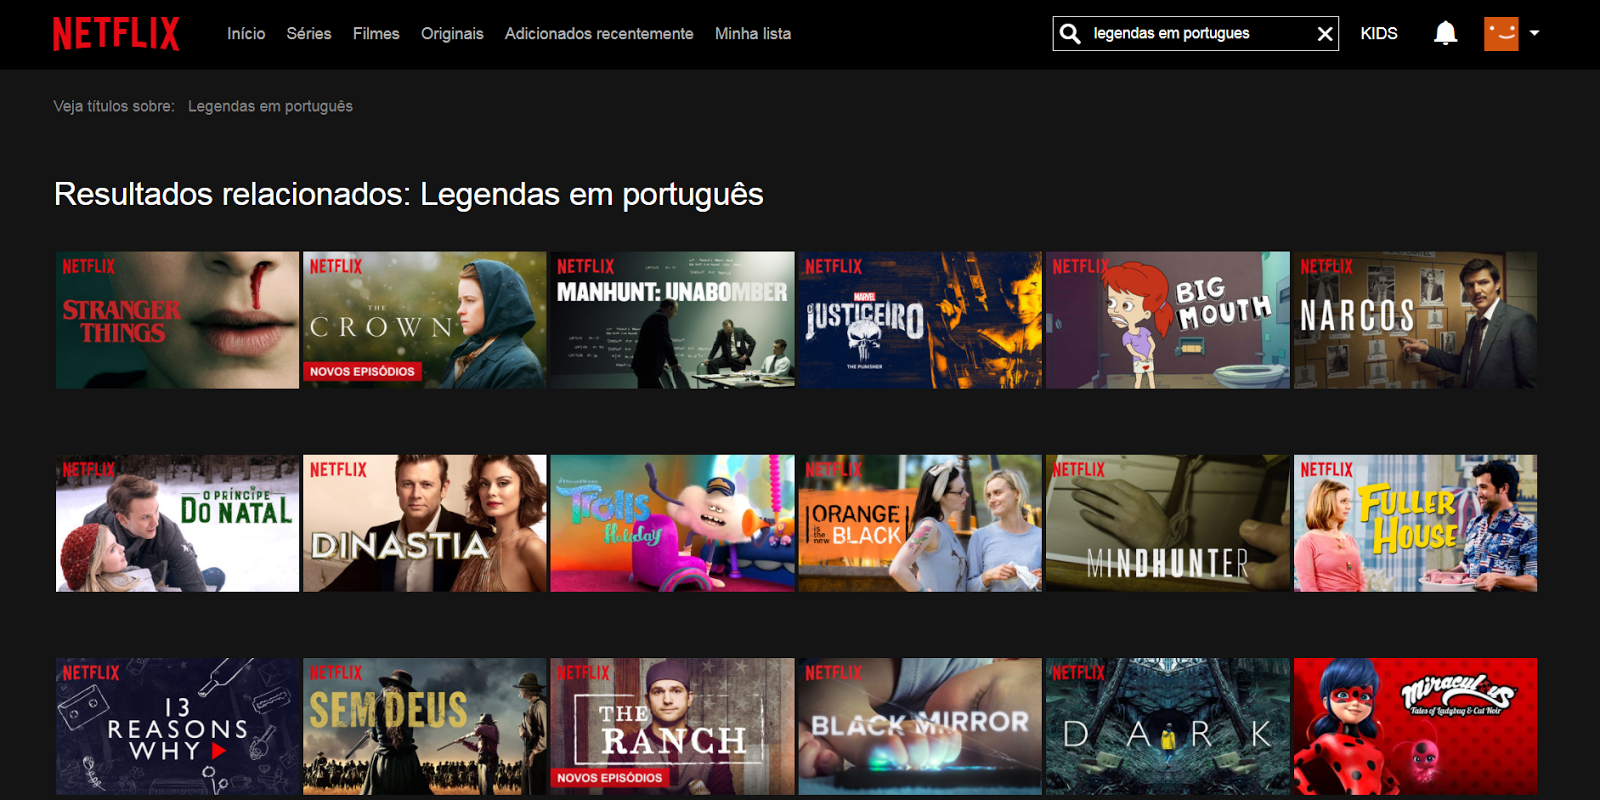 NETFLIX
Início Séries Filmes Originais Adicionados recentemente Minha lista
legendas em portugues
KIDS
Veja títulos sobre: Legendas em português
Resultados relacionados: Legendas em português
NETFLIX
STRANGER
THINGS
NETFLIX
THE
CROWN
NOVOS EPISÓDIOS
NETFLIX
MANHUNT: UNABOMBER
NETFLIX
MARVEL
O JUSTICEIRO
THE PUNISHER
NETFLIX
BIG
MOUTH
NETFLIX
NARCOS
NETFLIX
O PRÍNCIPE
DO NATAL
NETFLIX
DINASTIA
DREAMWORKS
Trolls
Holiday
NETFLIX
ORANGE
is the new BLACK
NETFLIX
MINDHUNTER
NETFLIX
FULLER
HOUSE
NETFLIX
13
REASONS
WHY
NETFLIX
SEM DEUS
NETFLIX
THE
RANCH
NOVOS EPISÓDIOS
NETFLIX
BLACK MIRROR
NETFLIX
DARK
Miraculous
Tales of Ladybug & Cat Noir